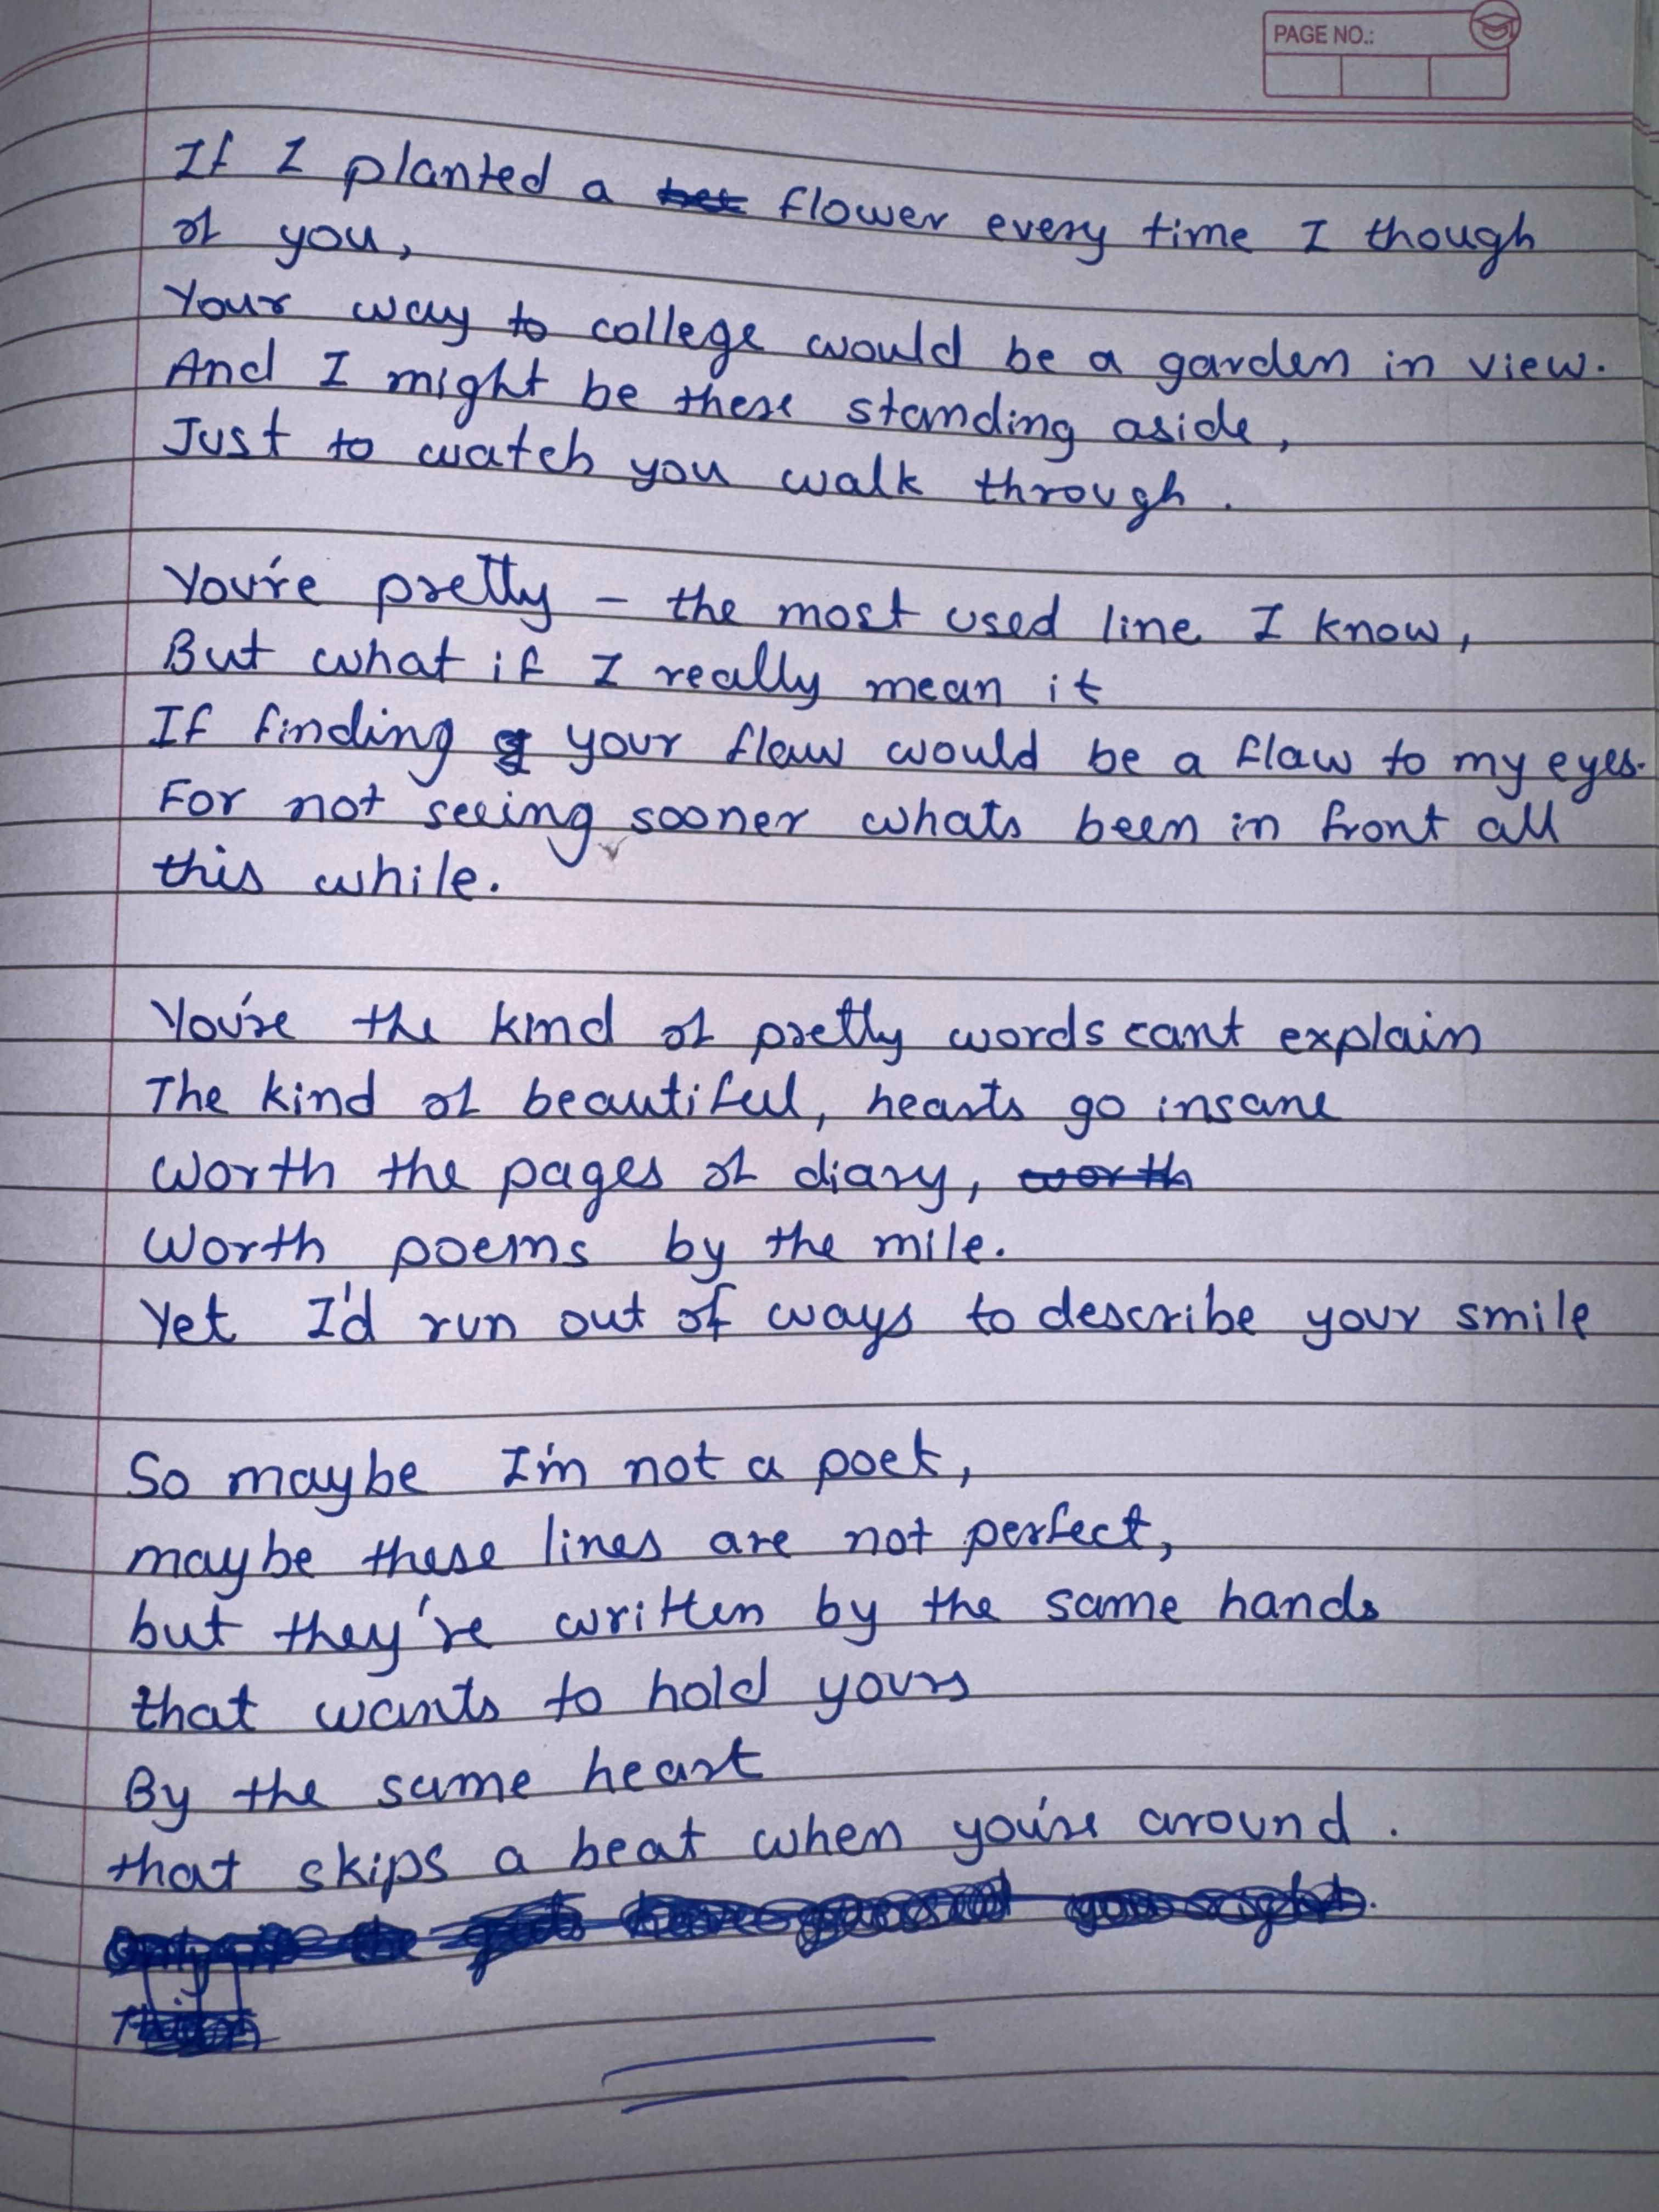 PAGE NO.:
If I planted a flower every time I though
of you,
Your way to college would be a garden in view.
And I might be there standing aside,
Just to watch you walk through.
You're pretty - the most used line I know,
But what if I really mean it
If finding your flaw would be a flaw to my eyes.
For not seeing sooner whats been in front all
this while.
You're the kind of pretty words cant explain
The kind of beautiful, hearts go insane
Worth the pages of diary, worth
Worth poems by the mile.
Yet I'd run out of ways to describe your smile
So maybe I'm not a poet,
maybe these lines are not perfect,
but they're written by the same hands
that wants to hold yours
By the same heart
that skips a beat when you're around.